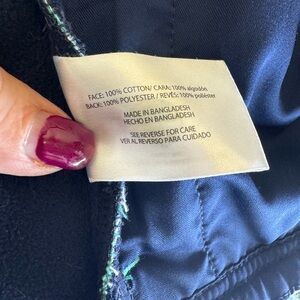 FACE: 100% COTTON/ CARA: 100% algodón
BACK: 100% POLYESTER / REVÉS: 100% poliéster
MADE IN BANGLADESH
HECHO EN BANGLADESH
SEE REVERSE FOR CARE
VER AL REVERSO PARA CUIDADO